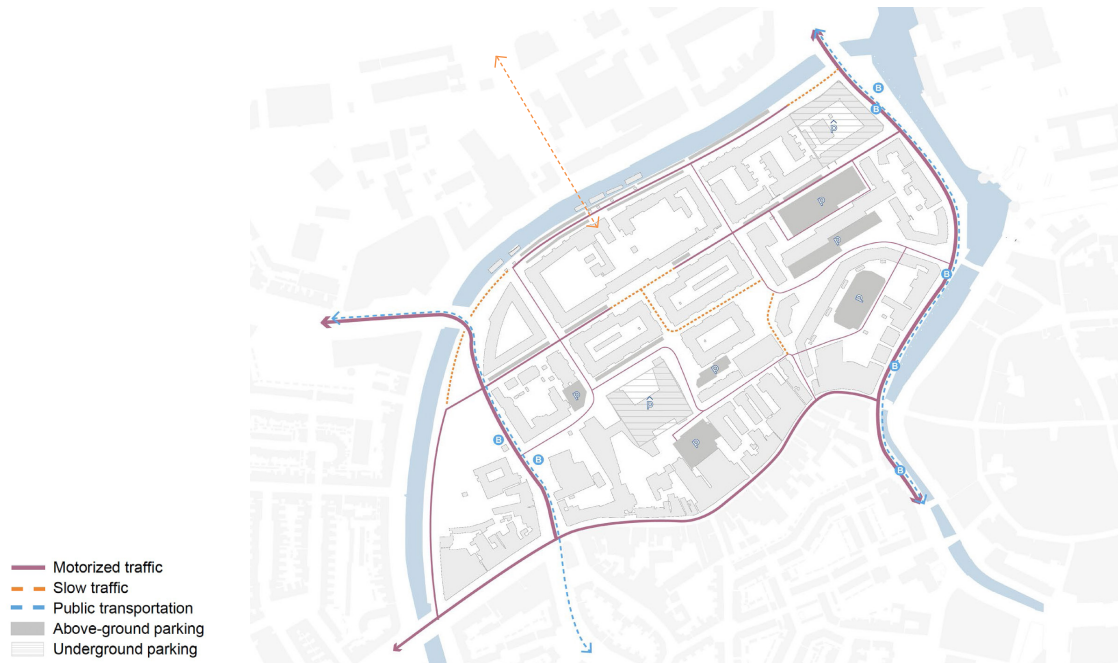 B
B
P
P
P
B
P
B
P
P
P
B
P
B
B
Motorized traffic
Slow traffic
Public transportation
Above-ground parking
Underground parking